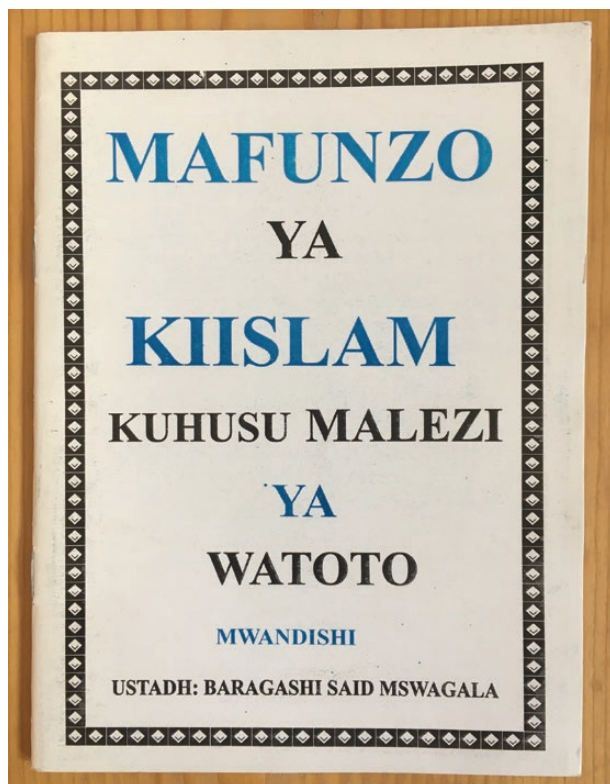 MAFUNZO
YA
KIISLAM
KUHUSU MALEZI
YA
WATOTO
MWANDISHI
USTADH: BARAGASHI SAID MSWAGALA